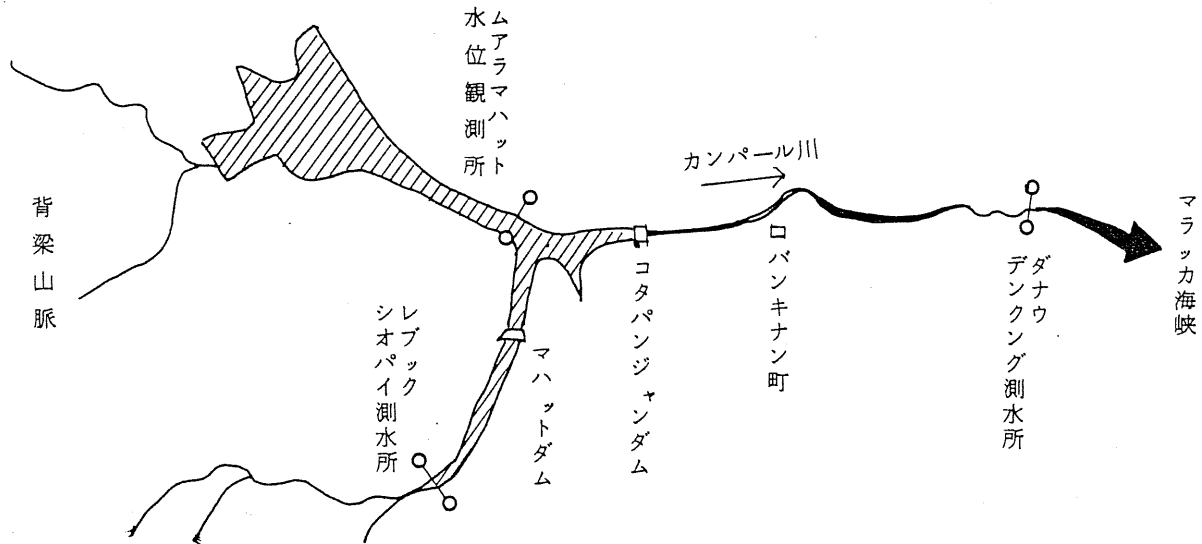 背梁山脈
ムアラマハット
水位観測所
レブック
シオパイ測水所
マハットダム
コタパンジャンダム
カンパール川
バンキナン町
ダナウ
デンクング測水所
マラッカ海峡